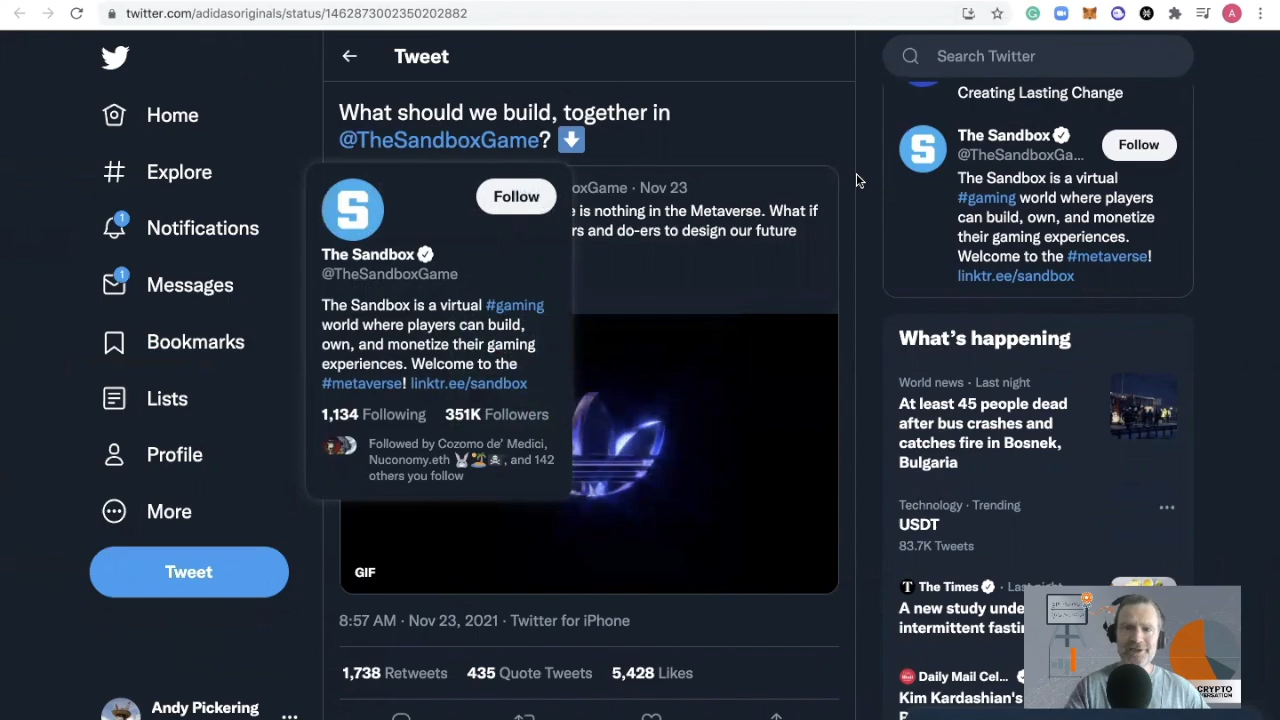 twitter.com/adidasoriginals/status/1462873002350202882
A
Home
Explore
1
Notifications
1
Messages
Bookmarks
Lists
Profile
More
Tweet
Andy Pickering
Tweet
What should we build, together in
@TheSandboxGame?
oxGame · Nov 23
e is nothing in the Metaverse. What if
rs and do-ers to design our future
S
Follow
The Sandbox
@TheSandboxGame
The Sandbox is a virtual #gaming
world where players can build,
own, and monetize their gaming
experiences. Welcome to the
#metaverse! linktr.ee/sandbox
1,134 Following 351K Followers
Followed by Cozomo de’ Medici,
Nuconomy.eth, and 142
others you follow
GIF
8:57 AM · Nov 23, 2021 · Twitter for iPhone
1,738 Retweets 435 Quote Tweets 5,428 Likes
Search Twitter
Creating Lasting Change
S
The Sandbox
@TheSandboxGa...
Follow
The Sandbox is a virtual
#gaming world where players
can build, own, and monetize
their gaming experiences.
Welcome to the #metaverse!
linktr.ee/sandbox
What’s happening
World news · Last night
At least 45 people dead
after bus crashes and
catches fire in Bosnek,
Bulgaria
Technology · Trending
USDT
83.7K Tweets
T The Times · Las
A new study unde
intermittent fastin
Daily Mail Cel...
Kim Kardashian's
CRYPTO